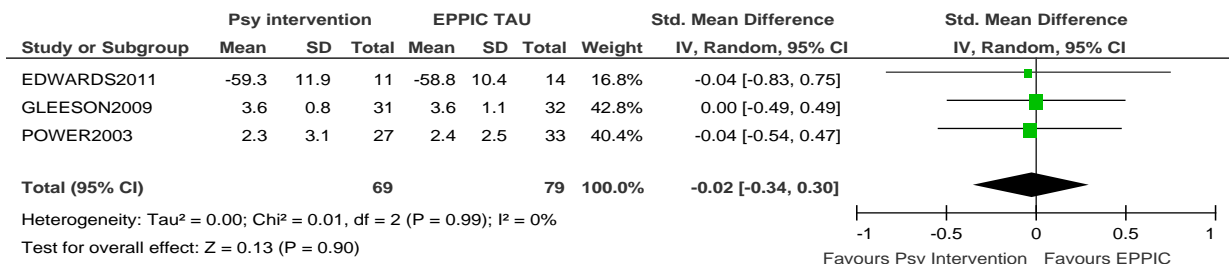 Psy intervention EPPIC TAU Std. Mean Difference Std. Mean Difference
Study or Subgroup Mean SD Total Mean SD Total Weight IV, Random, 95% CI IV, Random, 95% CI
EDWARDS2011 -59.3 11.9 11 -58.8 10.4 14 16.8% -0.04 [-0.83, 0.75]
GLEESON2009 3.6 0.8 31 3.6 1.1 32 42.8% 0.00 [-0.49, 0.49]
POWER2003 2.3 3.1 27 2.4 2.5 33 40.4% -0.04 [-0.54, 0.47]
Total (95% CI) 69 79 100.0% -0.02 [-0.34, 0.30]
Heterogeneity: Tau² = 0.00; Chi² = 0.01, df = 2 (P = 0.99); I² = 0%
Test for overall effect: Z = 0.13 (P = 0.90)
-1 -0.5 0 0.5 1
Favours Psy Intervention Favours EPPIC